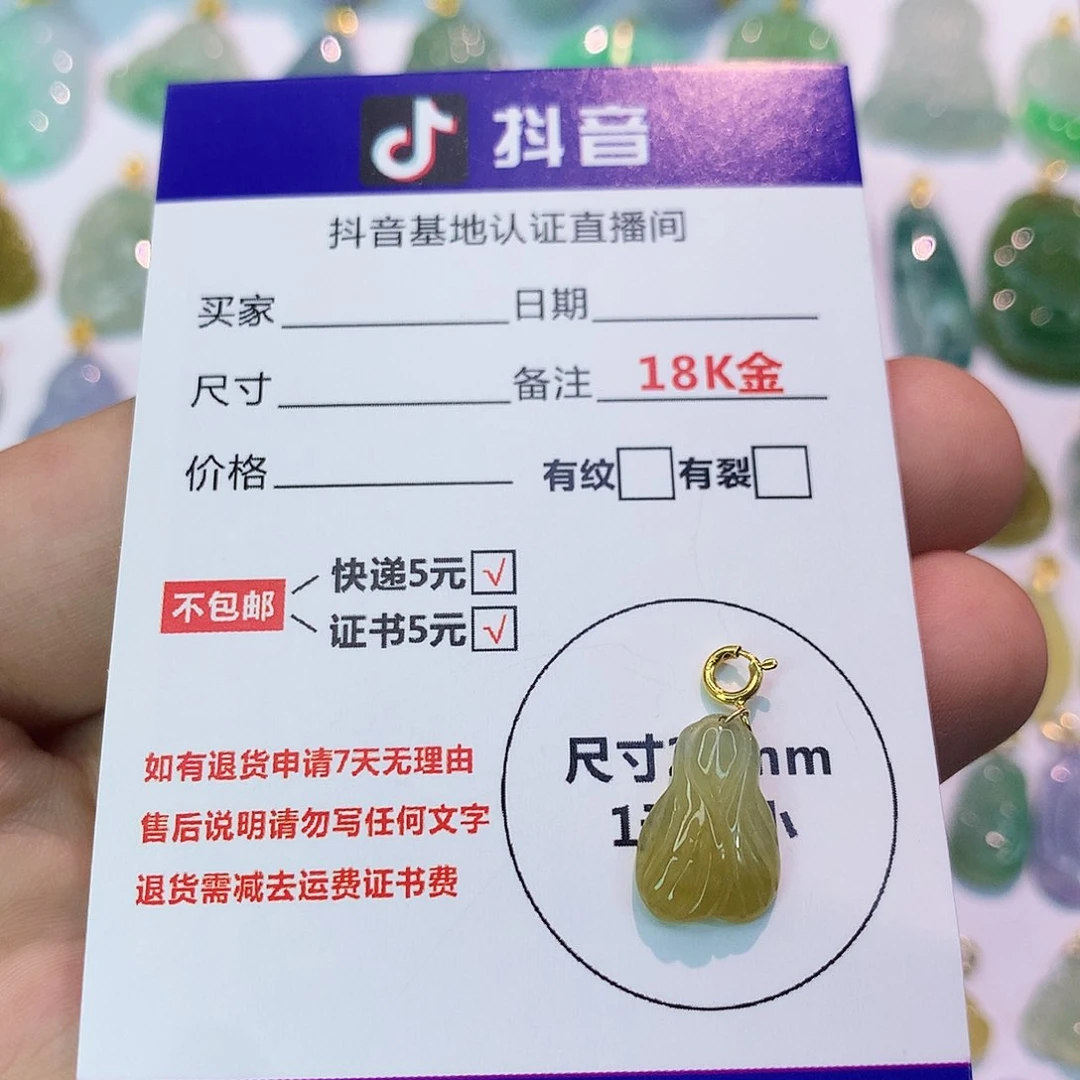 抖音
抖音基地认证直播间
买家 日期
尺寸 备注 18K金
价格 有纹 有裂
不包邮
快递5元 √
证书5元 √
如有退货申请7天无理由
售后说明请勿写任何文字
退货需减去运费证书费
尺寸 mm